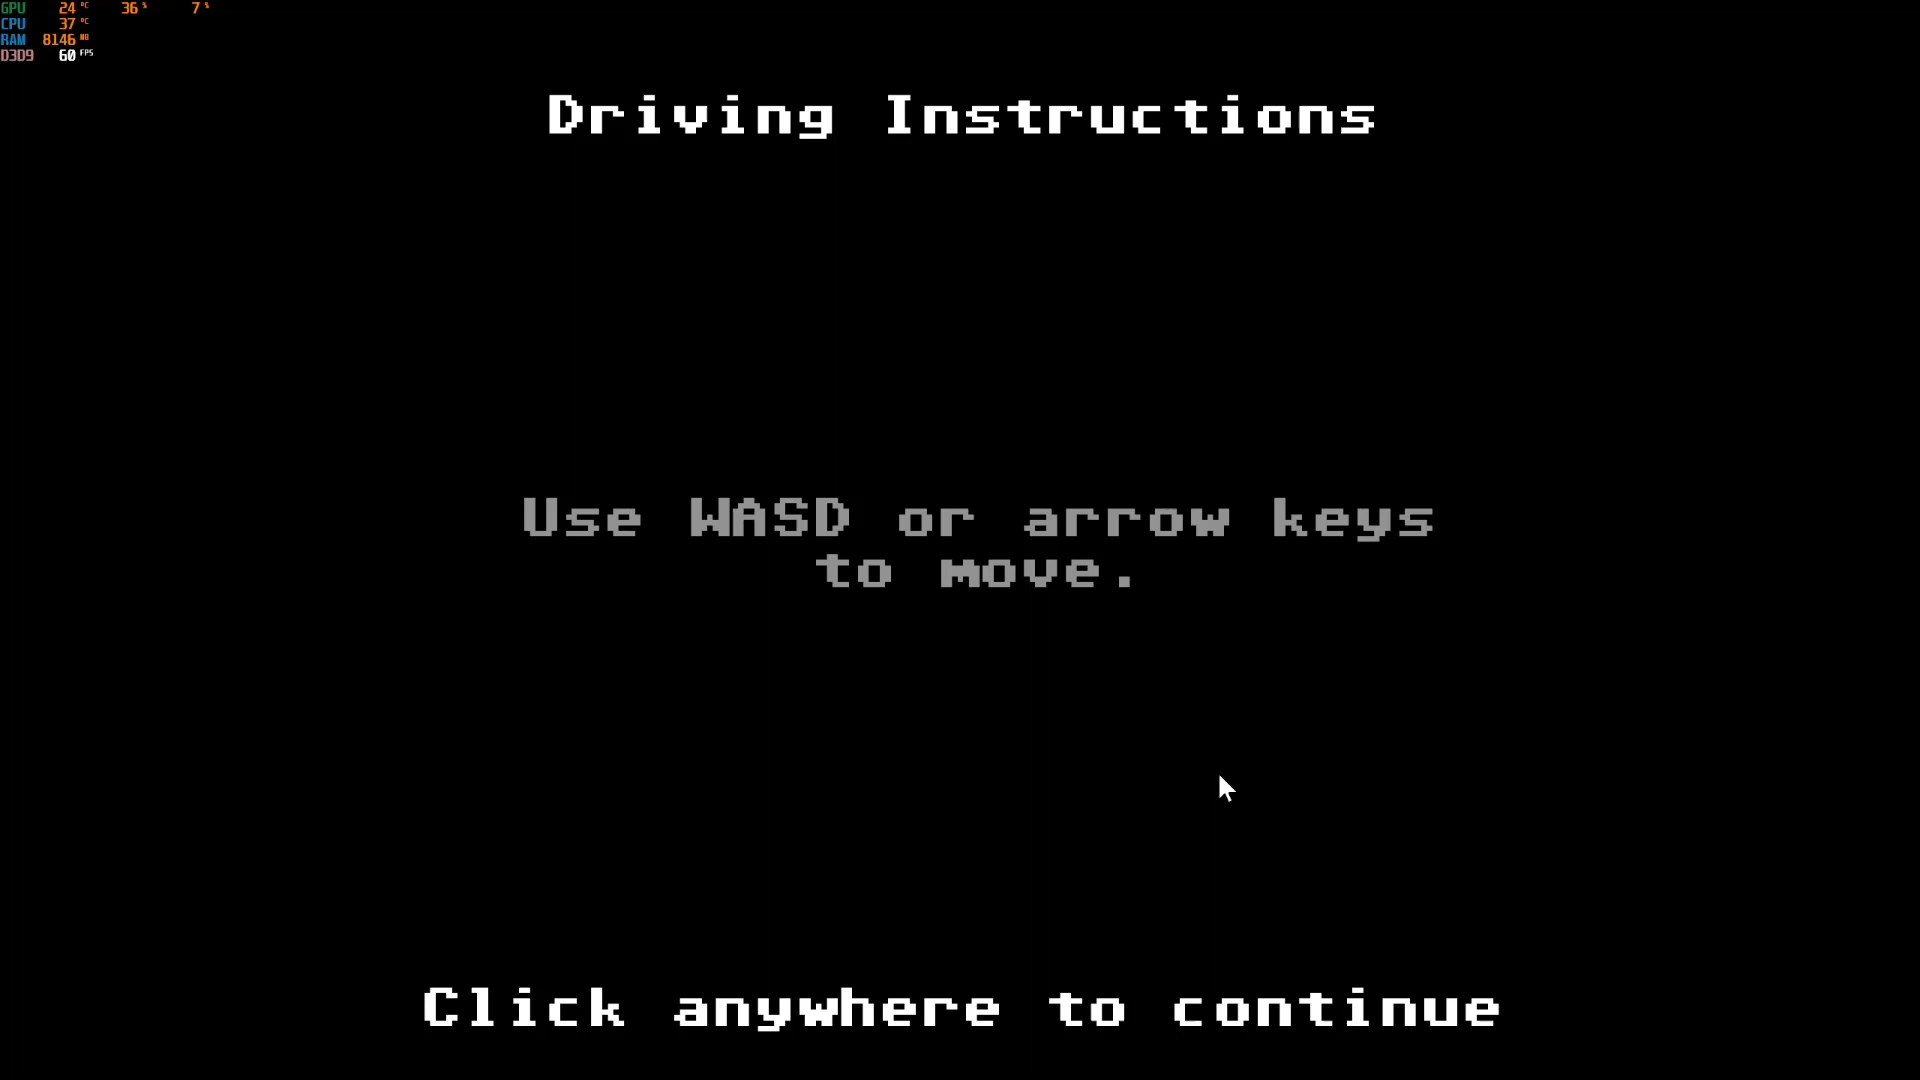 GPU 24 °C 36 % 7 %
CPU 37 °C
RAM 8146 MB
D3D9 60 FPS
Driving Instructions
Use WASD or arrow keys
to move.
Click anywhere to continue